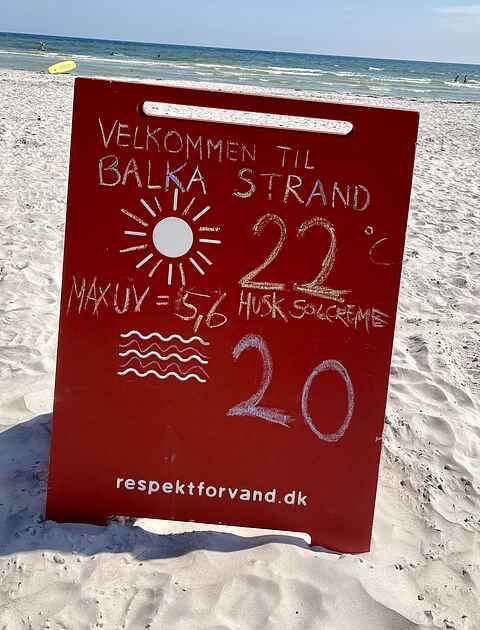 VELKOMMEN TIL
BALKA STRAND
22 °C
MAX UV = 5,6 HUSK SOLCREME
20
respektforvand.dk